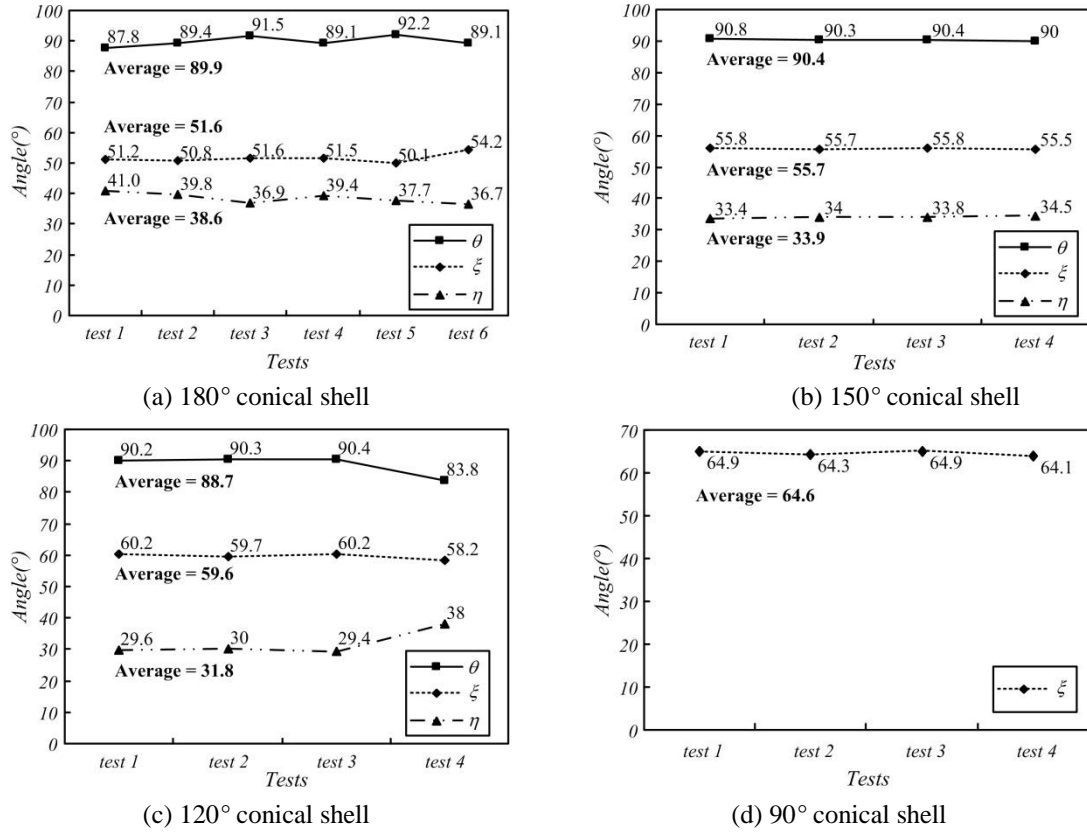 100
90
80
70
60
50
40
30
20
10
0
Angle(°)
87.8 89.4 91.5 89.1 92.2 89.1
Average = 89.9
Average = 51.6
51.2 50.8 51.6 51.5 50.1 54.2
41.0 39.8 36.9 39.4 37.7 36.7
Average = 38.6
θ
ξ
η
test 1 test 2 test 3 test 4 test 5 test 6
Tests
(a) 180° conical shell
100
90
80
70
60
50
40
30
20
10
0
Angle(°)
90.8 90.3 90.4 90
Average = 90.4
55.8 55.7 55.8 55.5
Average = 55.7
33.4 34 33.8 34.5
Average = 33.9
θ
ξ
η
test 1 test 2 test 3 test 4
Tests
(b) 150° conical shell
100
90
80
70
60
50
40
30
20
10
0
Angle(°)
90.2 90.3 90.4 83.8
Average = 88.7
60.2 59.7 60.2 58.2
Average = 59.6
29.6 30 29.4 38
Average = 31.8
θ
ξ
η
test 1 test 2 test 3 test 4
Tests
(c) 120° conical shell
70
60
50
40
30
20
10
0
Angle(°)
64.9 64.3 64.9 64.1
Average = 64.6
ξ
test 1 test 2 test 3 test 4
Tests
(d) 90° conical shell